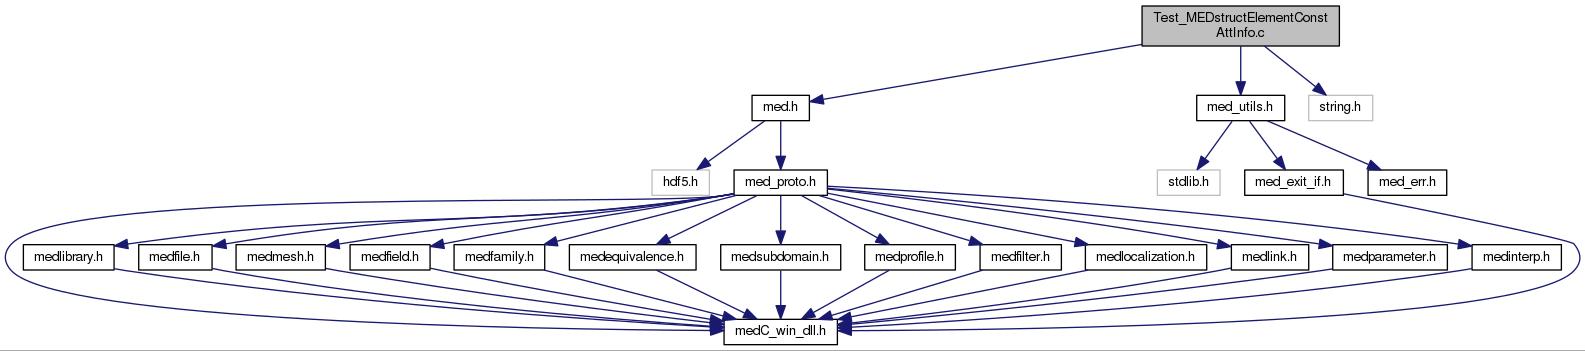 Test_MEDstructElementConst
AttInfo.c
med.h
med_utils.h
string.h
hdf5.h
med_proto.h
stdlib.h
med_exit_if.h
med_err.h
medlibrary.h
medfile.h
medmesh.h
medfield.h
medfamily.h
medequivalence.h
medsubdomain.h
medprofile.h
medfilter.h
medlocalization.h
medlink.h
medparameter.h
medinterp.h
medC_win_dll.h